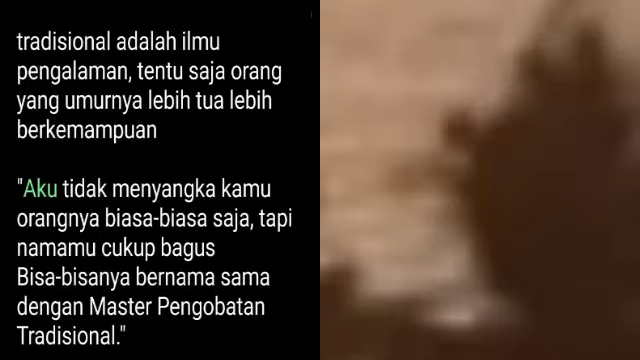 tradisional adalah ilmu
pengalaman, tentu saja orang
yang umurnya lebih tua lebih
berkemampuan
"Aku tidak menyangka kamu
orangnya biasa-biasa saja, tapi
namamu cukup bagus
Bisa-bisanya bernama sama
dengan Master Pengobatan
Tradisional."